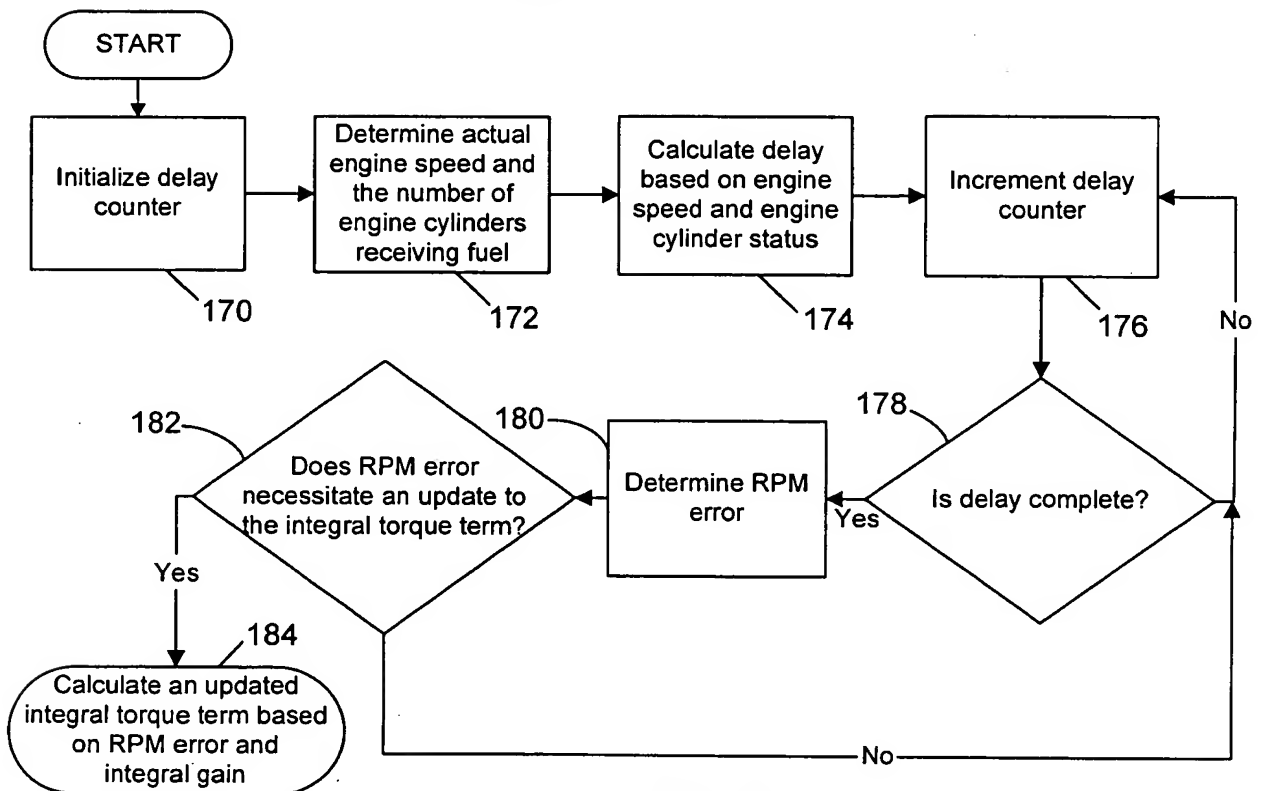 START
Initialize delay
counter
170
Determine actual
engine speed and
the number of
engine cylinders
receiving fuel
172
Calculate delay
based on engine
speed and engine
cylinder status
174
Increment delay
counter
176
No
178
Is delay complete?
Yes
180
Determine RPM
error
182
Does RPM error
necessitate an update to
the integral torque term?
Yes
No
184
Calculate an updated
integral torque term based
on RPM error and
integral gain